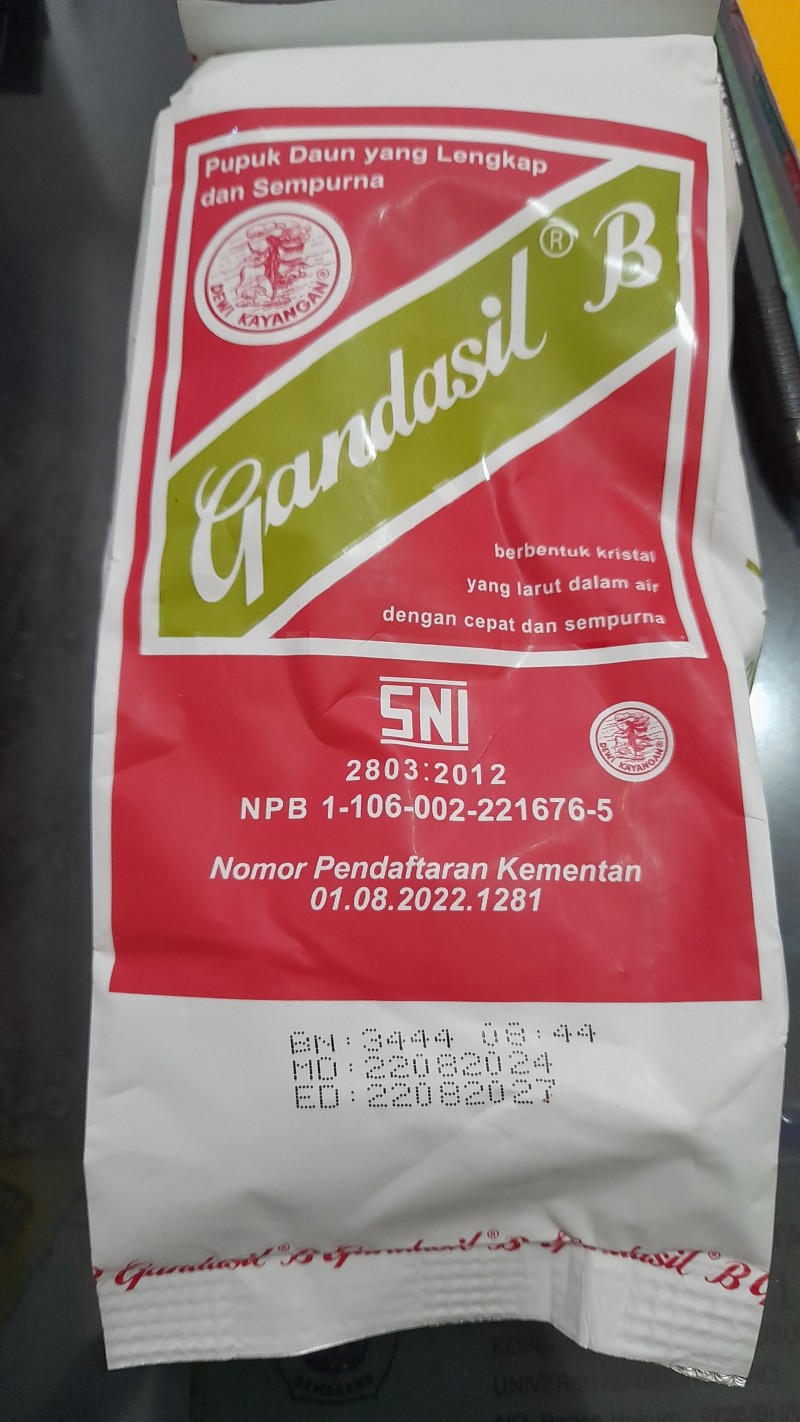 Pupuk Daun yang Lengkap
dan Sempurna
DEWI KAYANGAN®
Gandasil® B
berbentuk kristal
yang larut dalam air
dengan cepat dan sempurna
SNI
2803:2012
DEWI KAYANGAN®
NPB 1-106-002-221676-5
Nomor Pendaftaran Kementan
01.08.2022.1281
BN:3444 08:44
MD:22082024
ED:22082027
Gandasil® B Gandasil® B Gandasil® B G